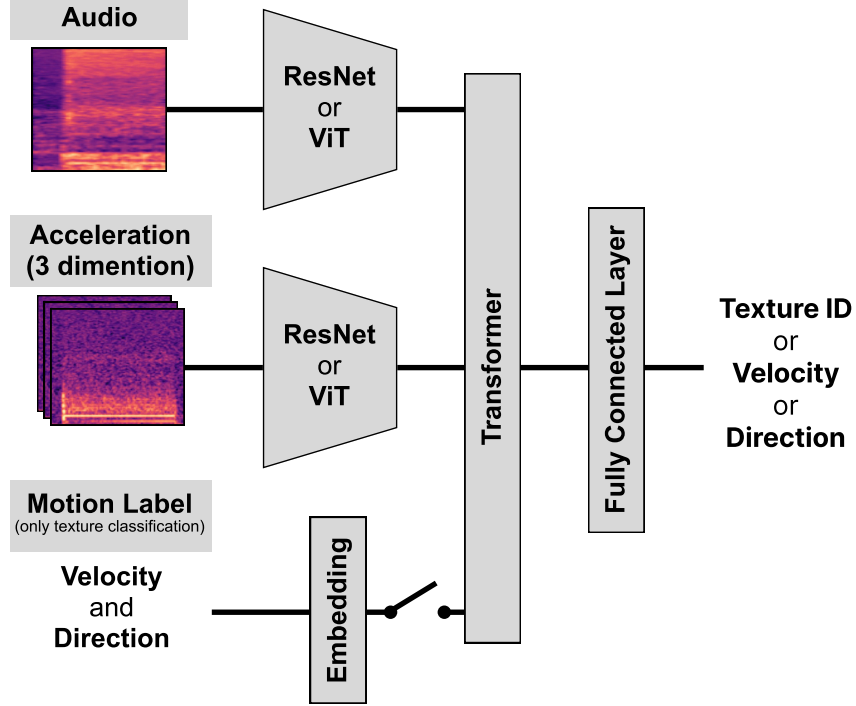 Audio
ResNet
or
ViT
Acceleration
(3 dimention)
ResNet
or
ViT
Motion Label
(only texture classification)
Velocity
and
Direction
Embedding
Transformer
Fully Connected Layer
Texture ID
or
Velocity
or
Direction